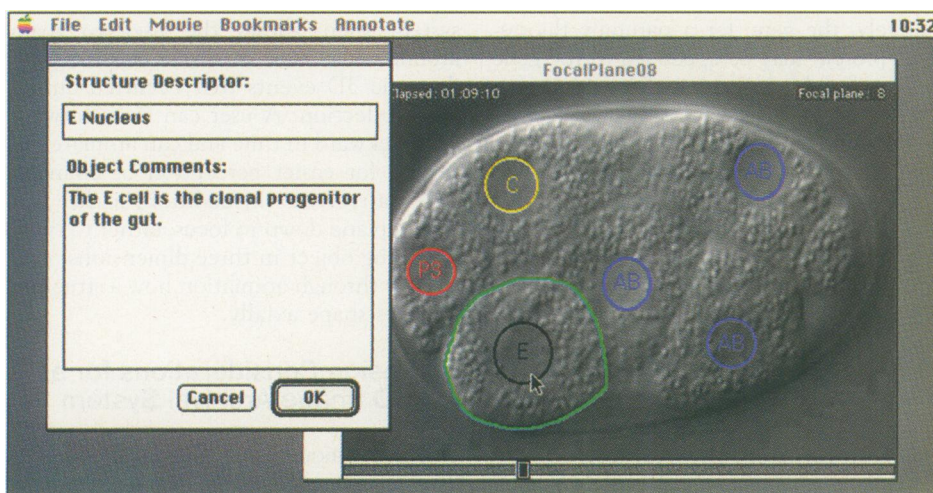 File Edit Movie Bookmarks Annotate 10:32
Structure Descriptor:
E Nucleus
Object Comments:
The E cell is the clonal progenitor
of the gut.
Cancel OK
FocalPlane08
lapsed: 01:09:10 Focal plane: 8
C
AB
P3
AB
E
AB